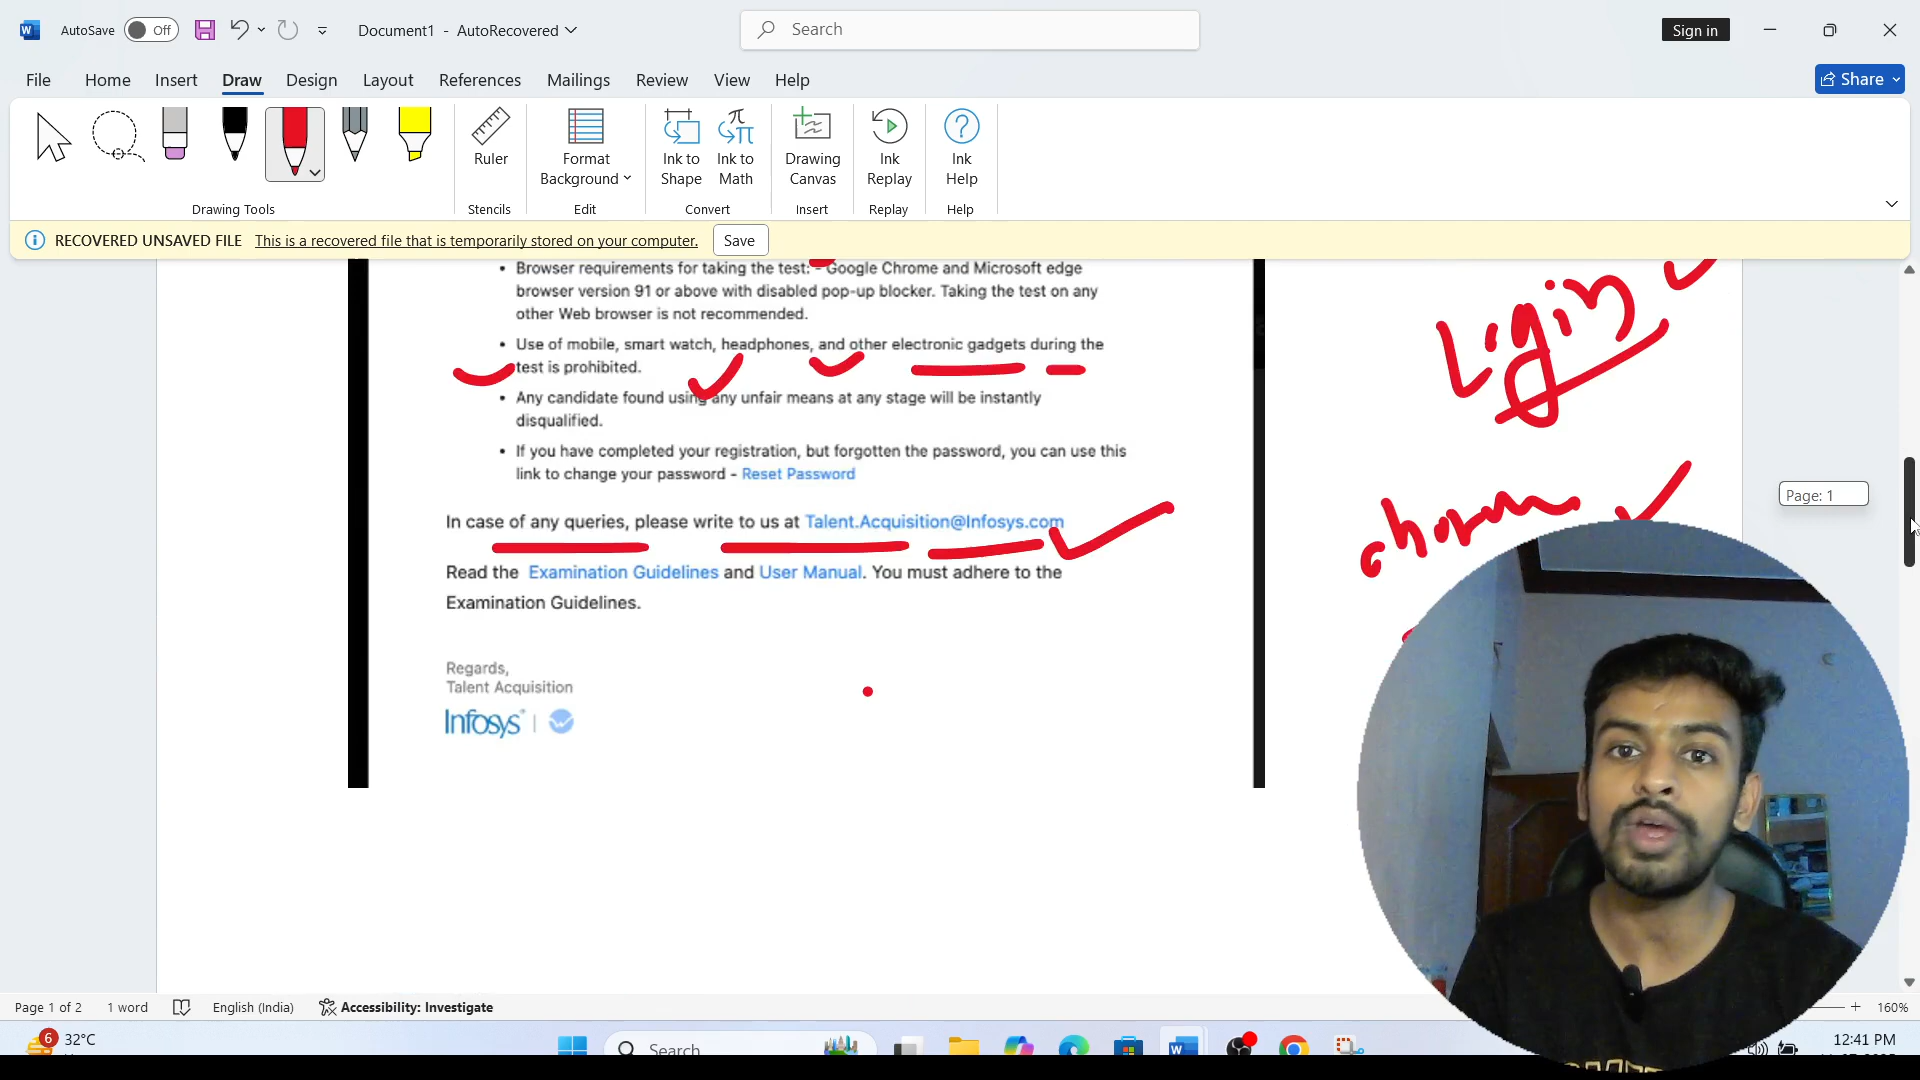 AutoSave Off Document1 - AutoRecovered Search Sign in
File Home Insert Draw Design Layout References Mailings Review View Help Share
Ruler Format Background Ink to Shape Ink to Math Drawing Canvas Ink Replay Ink Help
Drawing Tools Stencils Edit Convert Insert Replay Help
RECOVERED UNSAVED FILE This is a recovered file that is temporarily stored on your computer. Save
• Browser requirements for taking the test: - Google Chrome and Microsoft edge
browser version 91 or above with disabled pop-up blocker. Taking the test on any
other Web browser is not recommended.
• Use of mobile, smart watch, headphones, and other electronic gadgets during the
test is prohibited.
• Any candidate found using any unfair means at any stage will be instantly
disqualified.
• If you have completed your registration, but forgotten the password, you can use this
link to change your password - Reset Password
In case of any queries, please write to us at Talent.Acquisition@Infosys.com
Read the Examination Guidelines and User Manual. You must adhere to the
Examination Guidelines.
Regards,
Talent Acquisition
Infosys
Page: 1
Page 1 of 2 1 word English (India) Accessibility: Investigate 160%
6 32°C Search 12:41 PM